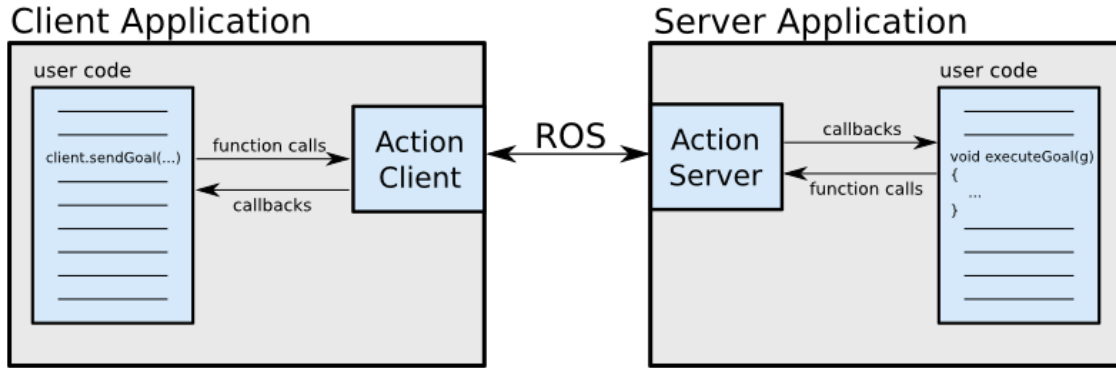 Client Application
user code
client.sendGoal(...)
function calls
callbacks
Action
Client
ROS
Server Application
Action
Server
callbacks
function calls
user code
void executeGoal(g)
{
...
}